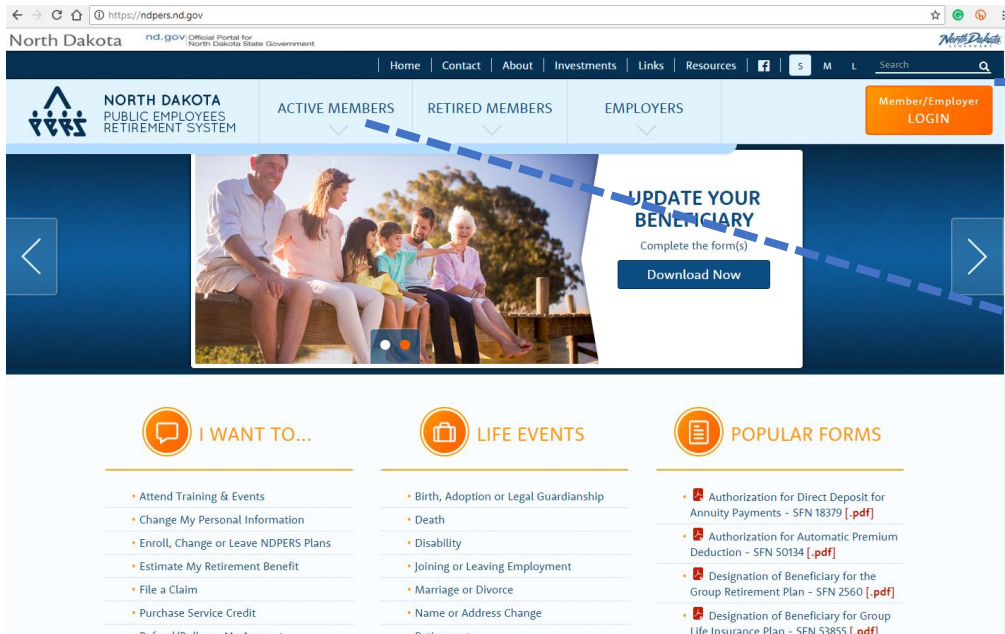 https://ndpers.nd.gov
North Dakota nd.gov Official Portal for
North Dakota State Government
North Dakota
Home | Contact | About | Investments | Links | Resources | S M L Search
NORTH DAKOTA
PUBLIC EMPLOYEES
RETIREMENT SYSTEM
ACTIVE MEMBERS
RETIRED MEMBERS
EMPLOYERS
Member/Employer
LOGIN
UPDATE YOUR
BENEFICIARY
Complete the form(s)
Download Now
I WANT TO...
• Attend Training & Events
• Change My Personal Information
• Enroll, Change or Leave NDPERS Plans
• Estimate My Retirement Benefit
• File a Claim
• Purchase Service Credit
LIFE EVENTS
• Birth, Adoption or Legal Guardianship
• Death
• Disability
• Joining or Leaving Employment
• Marriage or Divorce
• Name or Address Change
POPULAR FORMS
• Authorization for Direct Deposit for
Annuity Payments - SFN 18379 [.pdf]
• Authorization for Automatic Premium
Deduction - SFN 50134 [.pdf]
• Designation of Beneficiary for the
Group Retirement Plan - SFN 2560 [.pdf]
• Designation of Beneficiary for Group
Life Insurance Plan - SFN 53855 [.pdf]